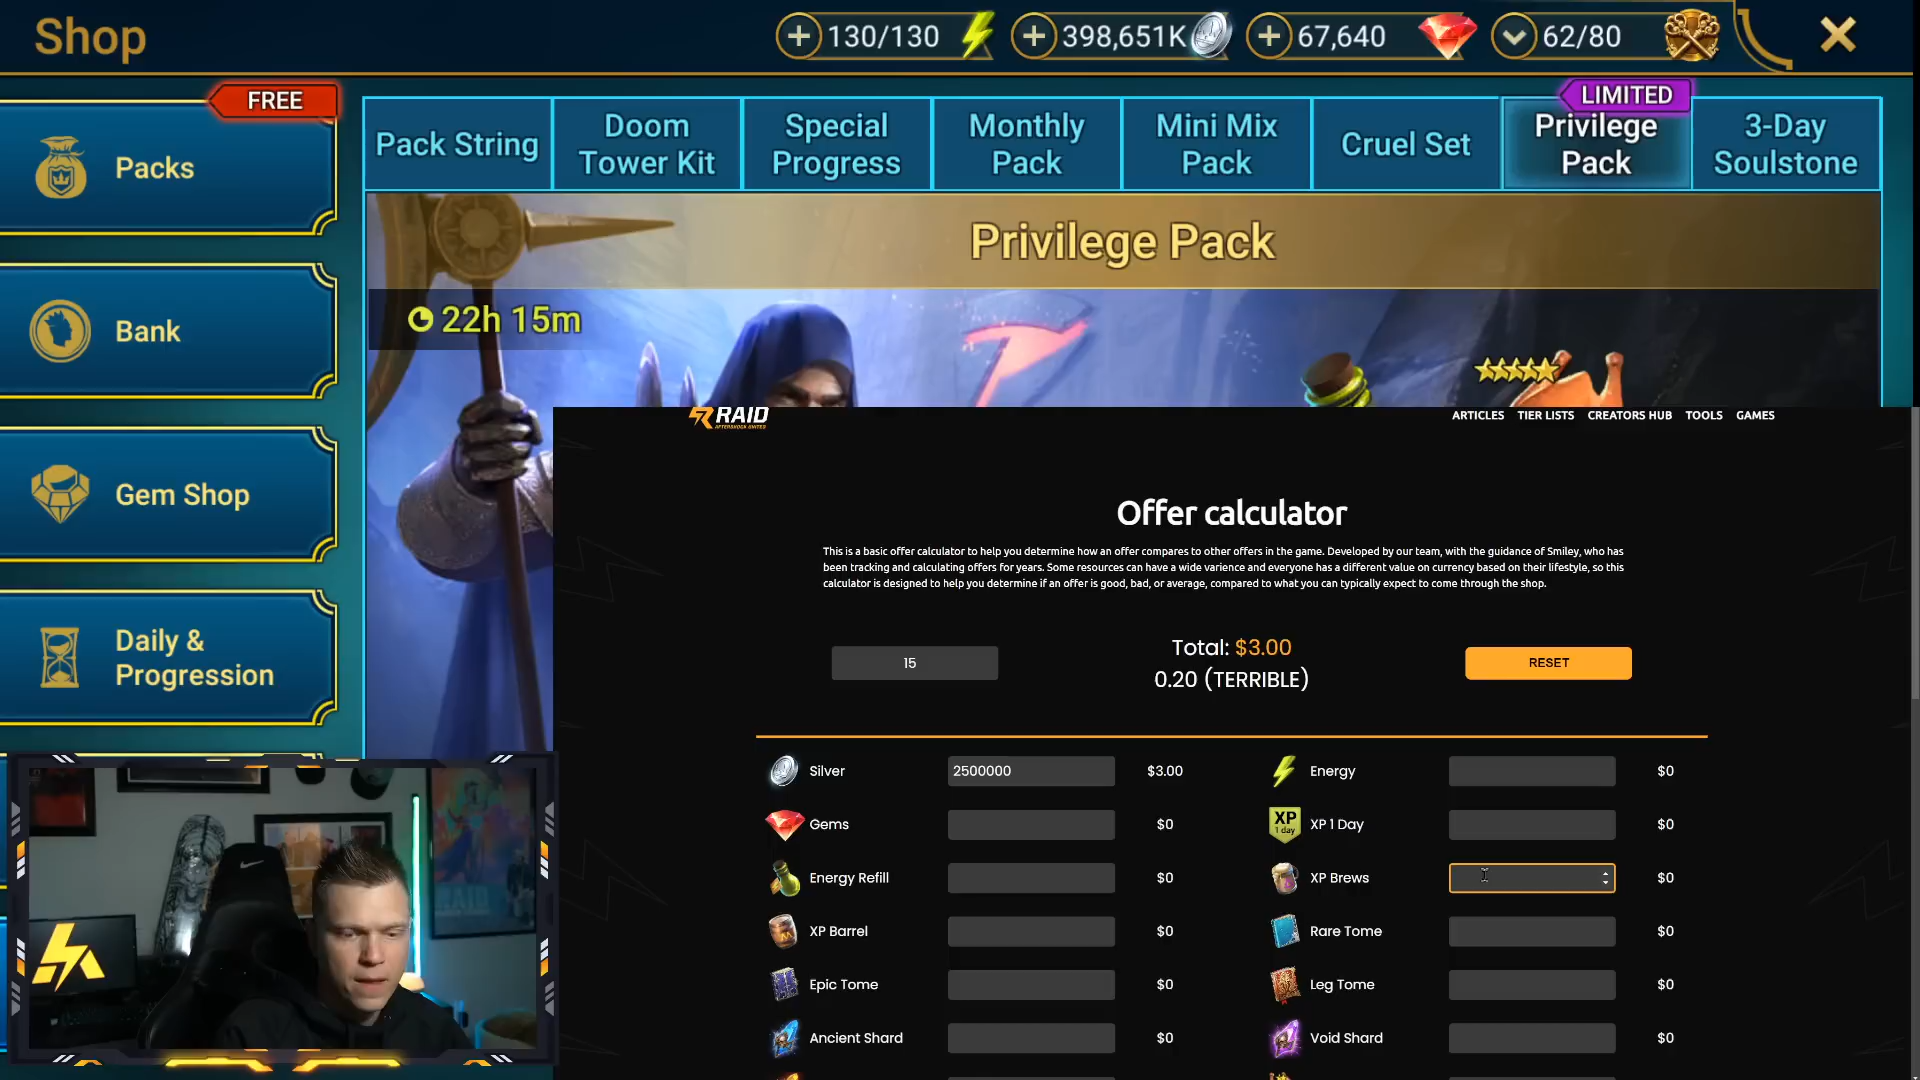 Shop
130/130
398,651K
67,640
62/80
FREE
Packs
Bank
Gem Shop
Daily &
Progression
LIMITED
Pack String
Doom
Tower Kit
Special
Progress
Monthly
Pack
Mini Mix
Pack
Cruel Set
Privilege
Pack
3-Day
Soulstone
Privilege Pack
22h 15m
RAID
AFTERSHOCK UNITES
ARTICLES
TIER LISTS
CREATORS HUB
TOOLS
GAMES
Offer calculator
This is a basic offer calculator to help you determine how an offer compares to other offers in the game. Developed by our team, with the guidance of Smiley, who has
been tracking and calculating offers for years. Some resources can have a wide varience and everyone has a different value on currency based on their lifestyle, so this
calculator is designed to help you determine if an offer is good, bad, or average, compared to what you can typically expect to come through the shop.
15
Total: $3.00
0.20 (TERRIBLE)
RESET
Silver 2500000 $3.00
Energy $0
Gems $0
XP 1 day XP 1 Day $0
Energy Refill $0
XP Brews $0
XP Barrel $0
Rare Tome $0
Epic Tome $0
Leg Tome $0
Ancient Shard $0
Void Shard $0